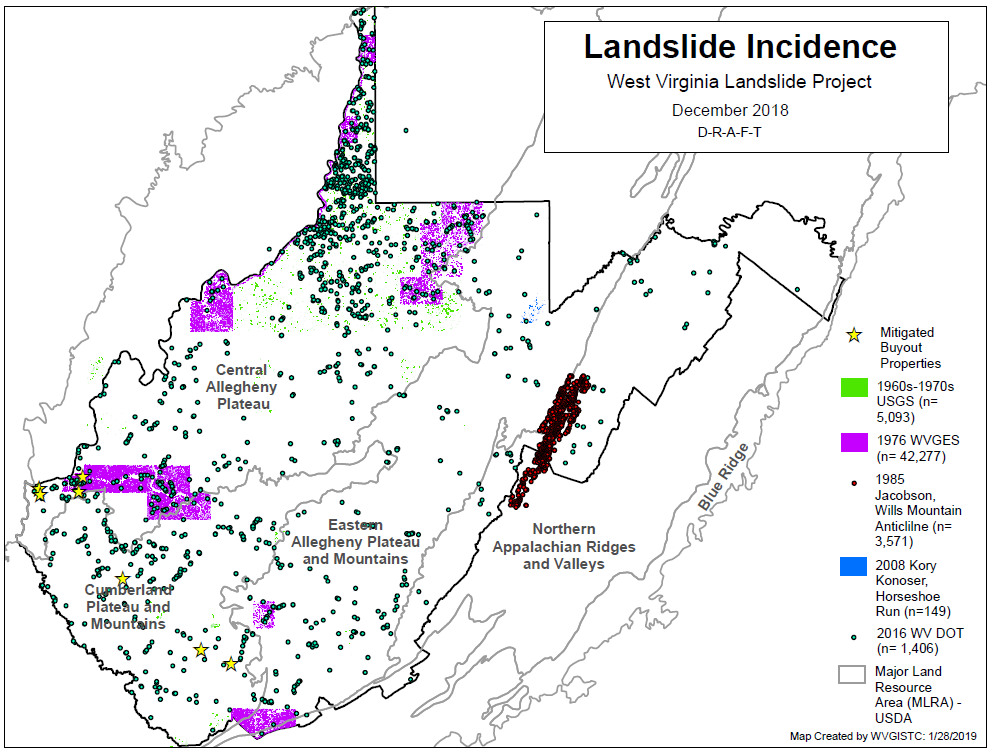 Landslide Incidence
West Virginia Landslide Project
December 2018
D-R-A-F-T
Central
Allegheny
Plateau
Eastern
Allegheny Plateau
and Mountains
Northern
Appalachian Ridges
and Valleys
Blue Ridge
Cumberland
Plateau and
Mountains
Mitigated
Buyout
Properties
1960s-1970s
USGS (n=
5,093)
1976 WVGES
(n= 42,277)
1985
Jacobson,
Wills Mountain
Anticlilne (n=
3,571)
2008 Kory
Konoser,
Horseshoe
Run (n=149)
2016 WV DOT
(n= 1,406)
Major Land
Resource
Area (MLRA) -
USDA
Map Created by WVGISTC: 1/28/2019